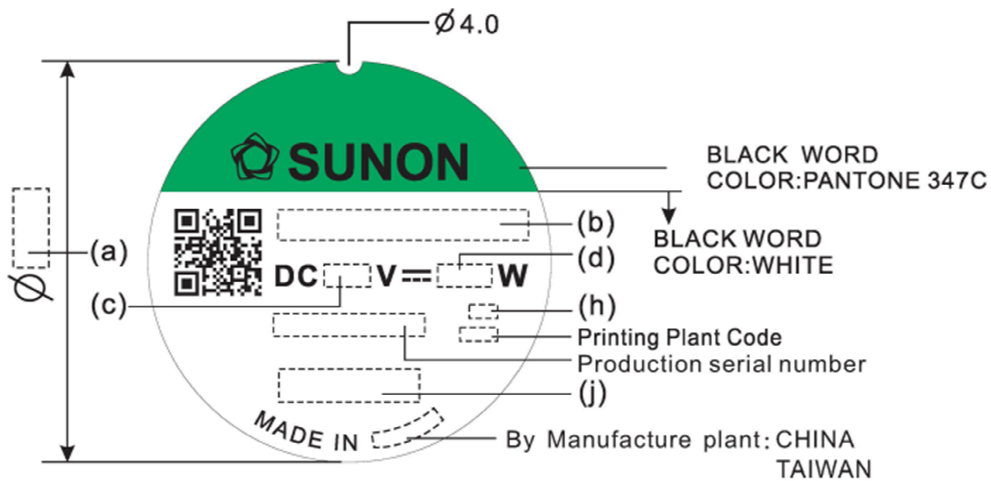 Ø4.0
SUNON
BLACK WORD
COLOR:PANTONE 347C
(b)
BLACK WORD
COLOR:WHITE
(a)
Ø
DC V⎓ W
(d)
(c)
(h)
Printing Plant Code
Production serial number
(j)
MADE IN
By Manufacture plant: CHINA
TAIWAN